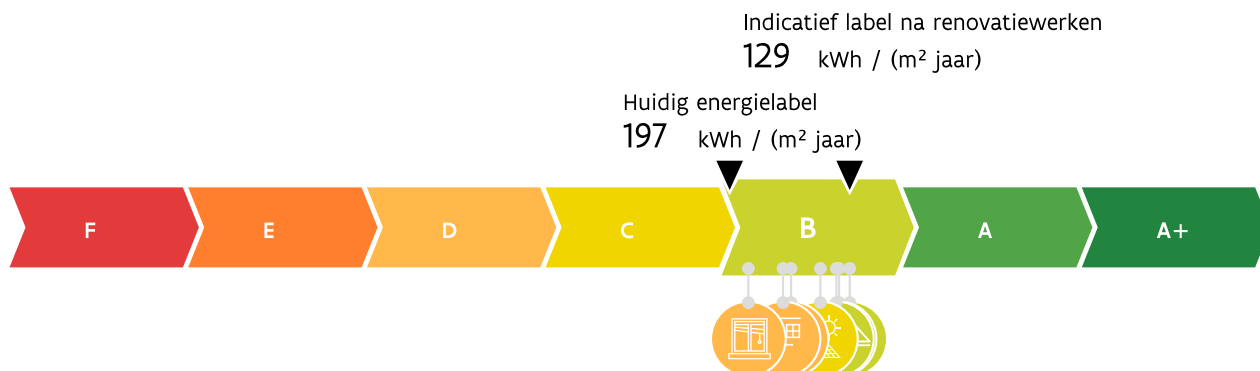 Indicatief label na renovatiewerken
129 kWh / (m² jaar)
Huidig energielabel
197 kWh / (m² jaar)
F E D C B A A+